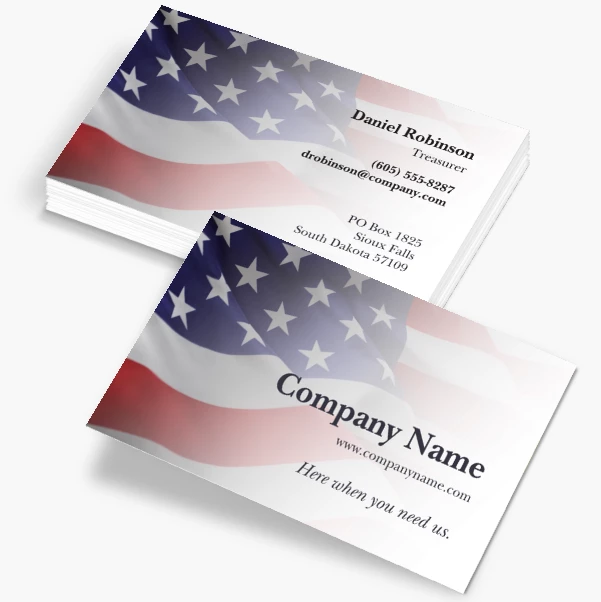 Daniel Robinson
Treasurer
(605) 555-8287
drobinson@company.com
PO Box 1825
Sioux Falls
South Dakota 57109
Company Name
www.companyname.com
Here when you need us.